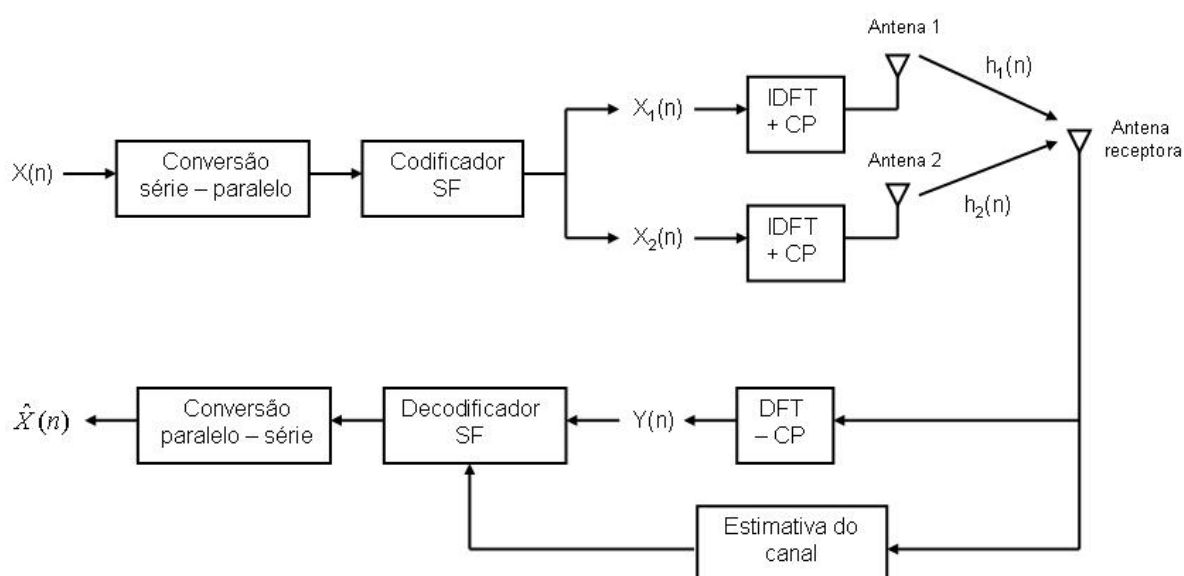 Antena 1
h₁(n)
X₁(n)
IDFT
+ CP
Antena
receptora
X(n)
Conversão
série – paralelo
Codificador
SF
Antena 2
h₂(n)
X₂(n)
IDFT
+ CP
X̂(n)
Conversão
paralelo – série
Decodificador
SF
Y(n)
DFT
– CP
Estimativa do
canal